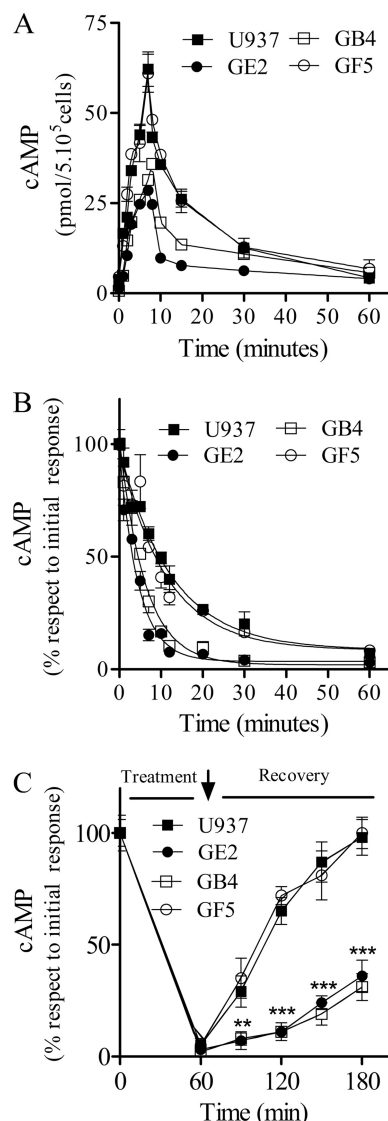 A
U937
GB4
GE2
GF5
cAMP
(pmol/5.10⁵cells)
75
50
25
0
0 10 20 30 40 50 60
Time (minutes)
B
U937
GB4
GE2
GF5
cAMP
(% respect to initial response)
100
50
0
0 10 20 30 40 50 60
Time (minutes)
C
Treatment
Recovery
U937
GE2
GB4
GF5
cAMP
(% respect to initial response)
100
50
0
** *** *** ***
0 60 90 120 150 180
Time (min)